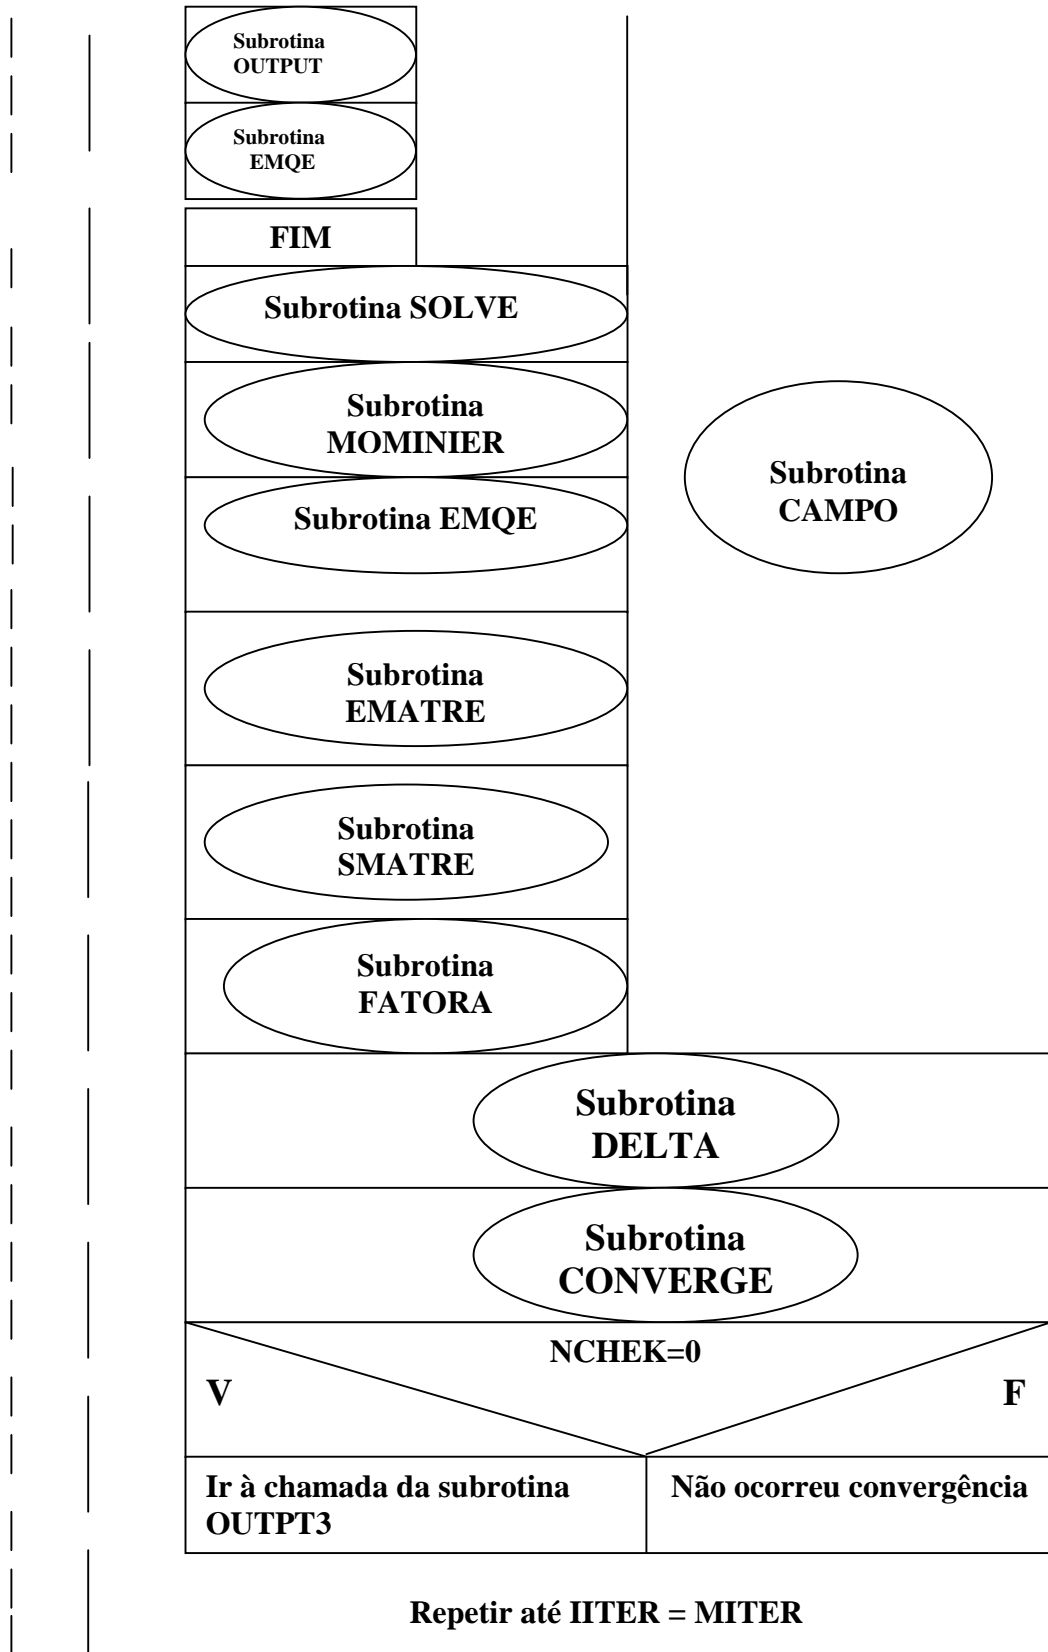 Subrotina
OUTPUT
Subrotina
EMQE
FIM
Subrotina SOLVE
Subrotina
MOMINIER
Subrotina EMQE
Subrotina
CAMPO
Subrotina
EMATRE
Subrotina
SMATRE
Subrotina
FATORA
Subrotina
DELTA
Subrotina
CONVERGE
NCHEK=0
V
F
Ir à chamada da subrotina
OUTPT3
Não ocorreu convergência
Repetir até IITER = MITER